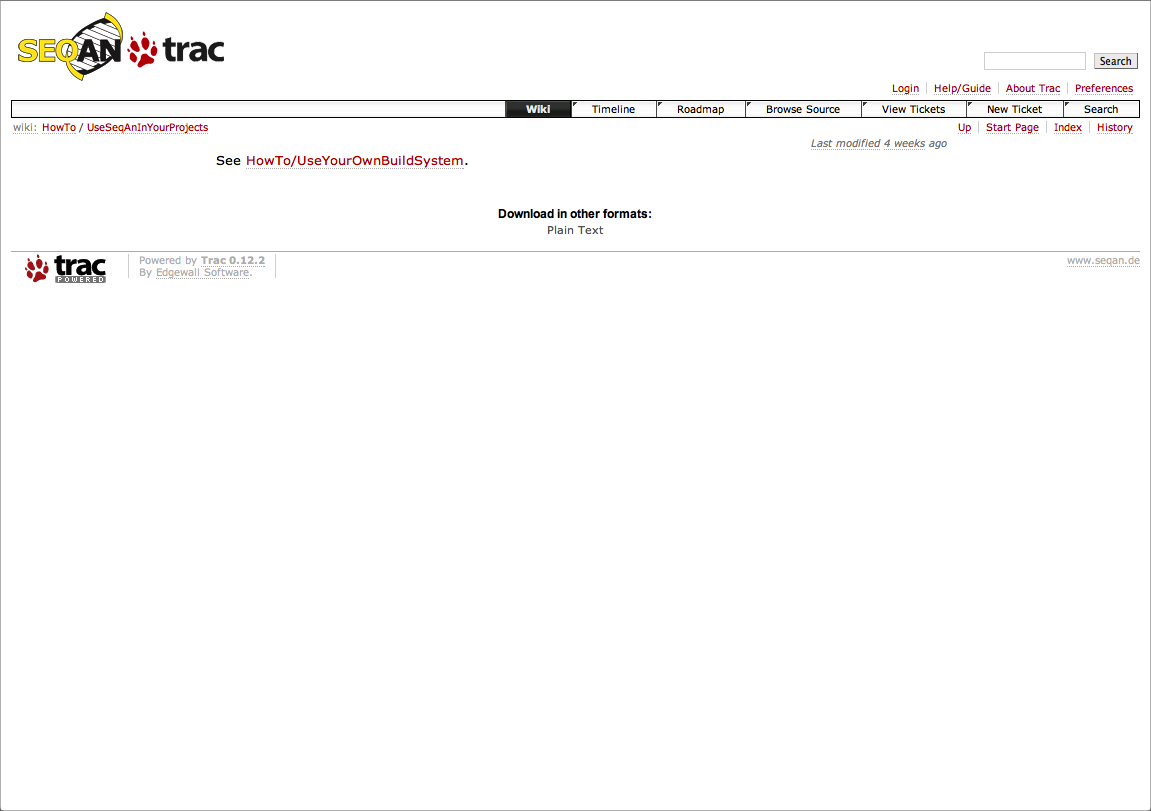 SEQAN trac
Search
Login Help/Guide About Trac Preferences
Wiki Timeline Roadmap Browse Source View Tickets New Ticket Search
wiki: HowTo / UseSeqAnInYourProjects Up Start Page Index History
Last modified 4 weeks ago
See HowTo/UseYourOwnBuildSystem.
Download in other formats:
Plain Text
trac Powered by Trac 0.12.2 www.seqan.de
POWERED By Edgewall Software.